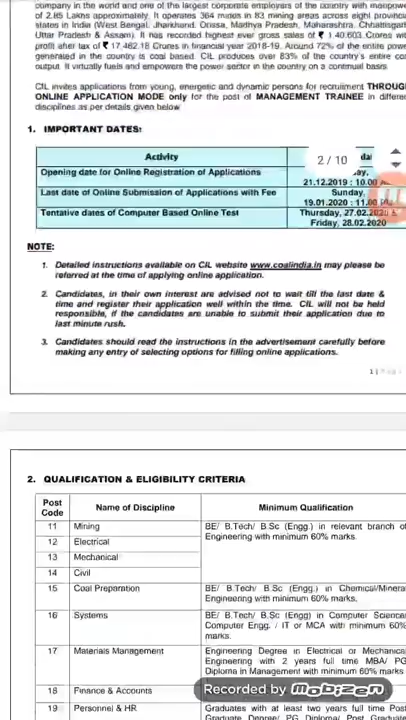 company in the world and one of the largest corporate employers of the country with manpower
of 2.85 Lakhs approximately. It operates 364 mines in 83 mining areas across eight provincial
states in India (West Bengal, Jharkhand, Orissa, Madhya Pradesh, Maharashtra, Chhattisgarh
Uttar Pradesh & Assam). It has recorded highest ever gross sales of ₹ 1,40,603 Crores with
profit after tax of ₹ 17,462.18 Crores in financial year 2018-19. Around 72% of the entire power
generated in the country is coal based. CIL produces over 83% of the country's entire coal
output. It virtually fuels and empowers the power sector in the country on a continual basis.
CIL invites applications from young, energetic and dynamic persons for recruitment THROUGH
ONLINE APPLICATION MODE only for the post of MANAGEMENT TRAINEE in different
disciplines as per details given below
1. IMPORTANT DATES:
Activity
2 / 10
Opening date for Online Registration of Applications
21.12.2019 : 10.00
Last date of Online Submission of Applications with Fee
Sunday,
19.01.2020 : 11.00
Tentative dates of Computer Based Online Test
Thursday, 27.02.2020 &
Friday, 28.02.2020
NOTE:
1. Detailed instructions available on CIL website www.coalindia.in may please be
referred at the time of applying online application.
2. Candidates, in their own interest are advised not to wait till the last date &
time and register their application well within the time. CIL will not be held
responsible, if the candidates are unable to submit their application due to
last minute rush.
3. Candidates should read the instructions in the advertisement carefully before
making any entry of selecting options for filling online applications.
2. QUALIFICATION & ELIGIBILITY CRITERIA
Post Code
Name of Discipline
Minimum Qualification
11 Mining
BE/ B.Tech/ B.Sc (Engg.) in relevant branch of
Engineering with minimum 60% marks.
12 Electrical
13 Mechanical
14 Civil
15 Coal Preparation
BE/ B.Tech/ B.Sc (Engg.) in Chemical/Mineral
Engineering with minimum 60% marks.
16 Systems
BE/ B.Tech/ B.Sc (Engg) in Computer Science/
Computer Engg. / IT or MCA with minimum 60%
marks.
17 Materials Management
Engineering Degree in Electrical or Mechanical
Engineering with 2 years full time MBA/ PG
Diploma in Management with minimum 60% marks
18 Finance & Accounts
Recorded by mobizen
19 Personnel & HR
Graduates with at least two years full time Post
Graduate Degree/ PG Diploma/ Post Graduate